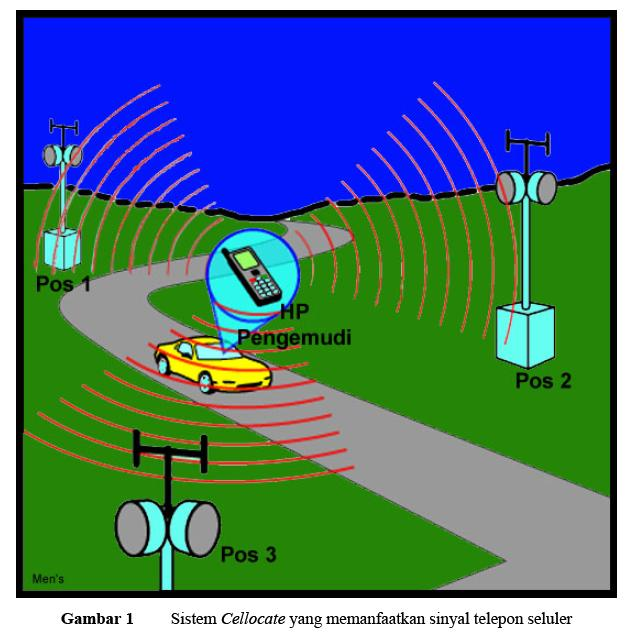 Pos 1
HP
Pengemudi
Pos 2
Pos 3
Men's
Gambar 1 Sistem Cellocate yang memanfaatkan sinyal telepon seluler